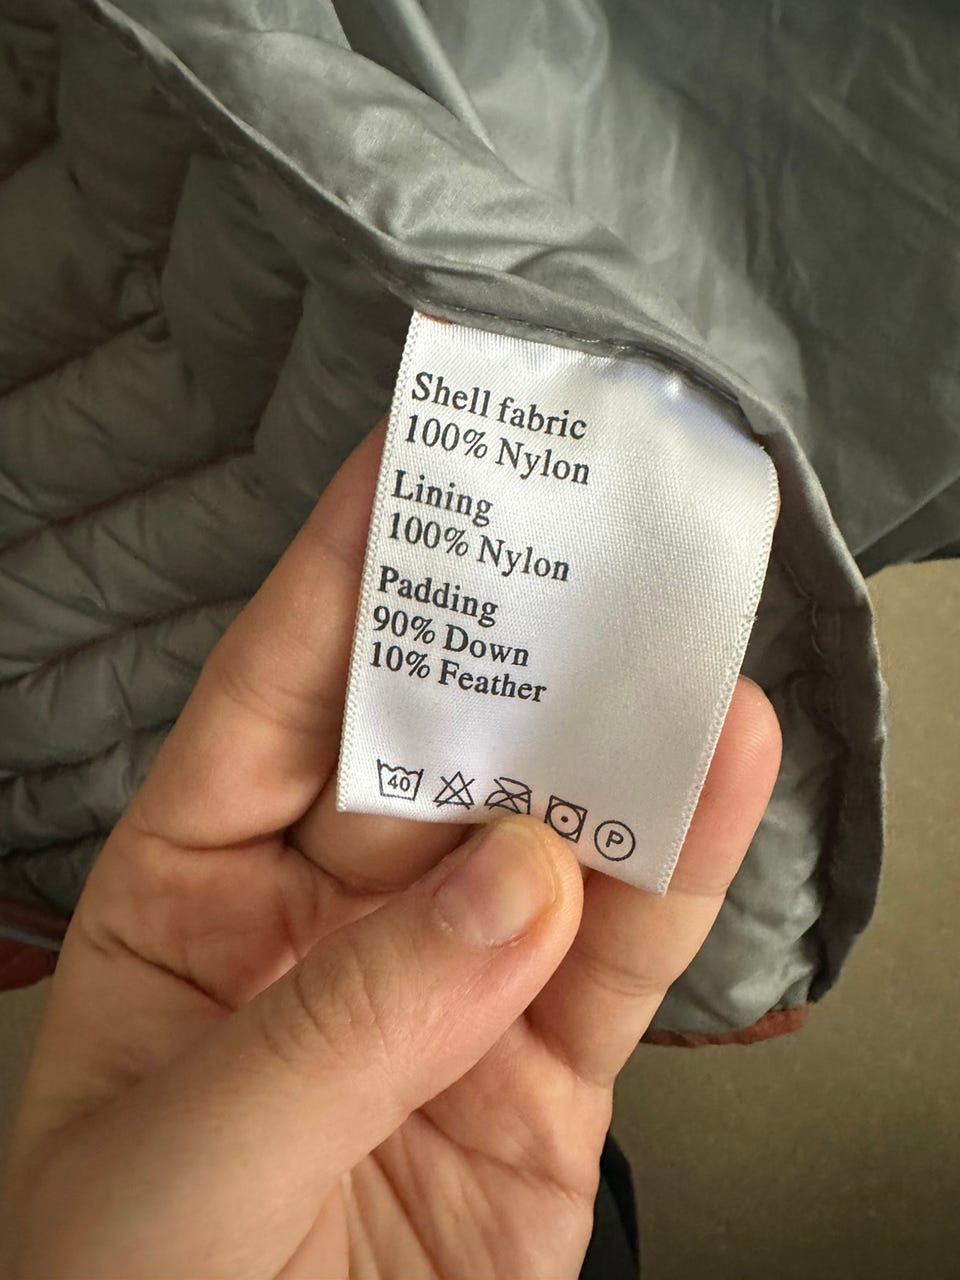 Shell fabric
100% Nylon
Lining
100% Nylon
Padding
90% Down
10% Feather
40 P